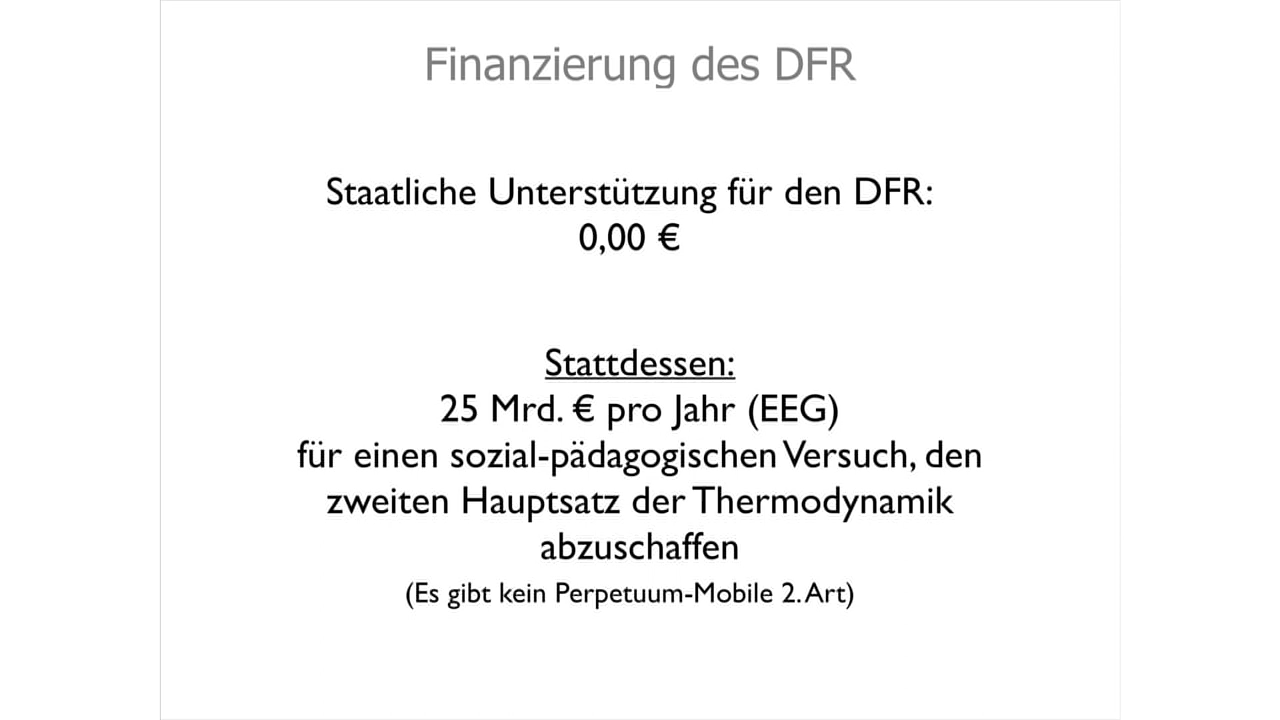 Finanzierung des DFR
Staatliche Unterstützung für den DFR:
0,00 €
Stattdessen:
25 Mrd. € pro Jahr (EEG)
für einen sozial-pädagogischen Versuch, den
zweiten Hauptsatz der Thermodynamik
abzuschaffen
(Es gibt kein Perpetuum-Mobile 2. Art)